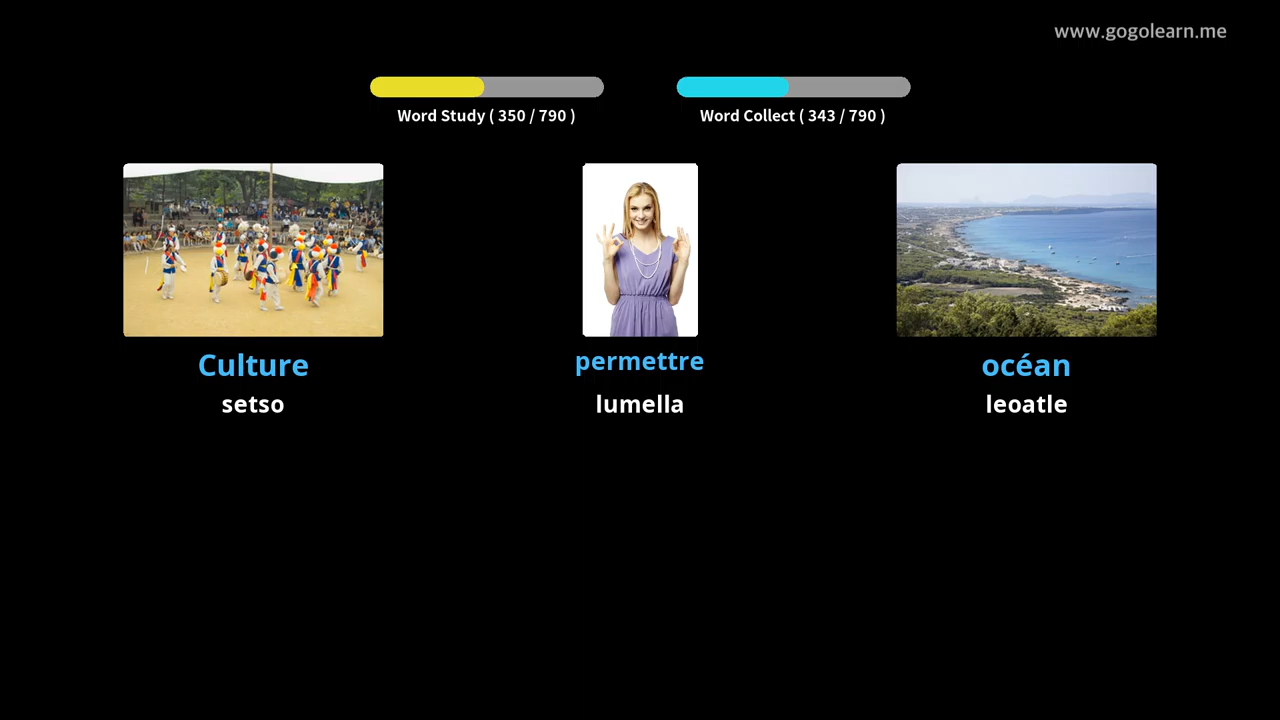 www.gogolearn.me
Word Study ( 350 / 790 )
Word Collect ( 343 / 790 )
Culture
permettre
océan
setso
lumella
leoatle